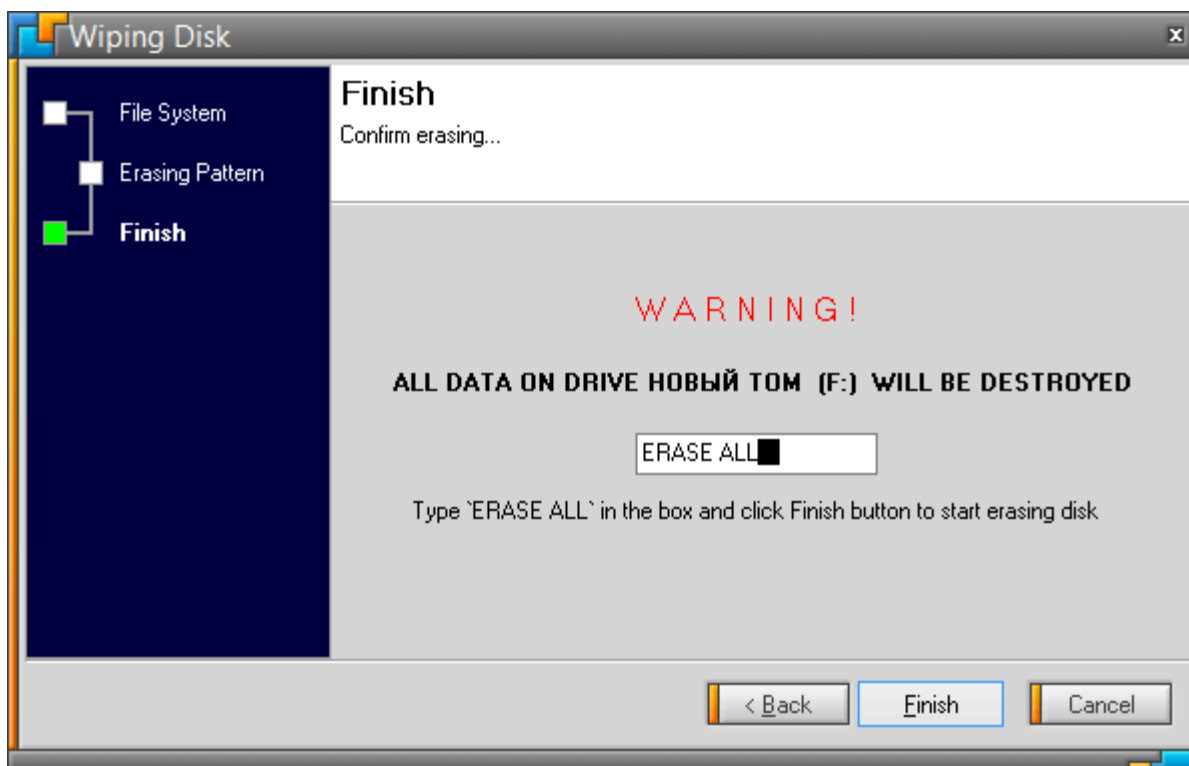 Wiping Disk
x
File System
Erasing Pattern
Finish
Finish
Confirm erasing...
WARNING!
ALL DATA ON DRIVE НОВЫЙ ТОМ (F:) WILL BE DESTROYED
ERASE ALL
Type `ERASE ALL` in the box and click Finish button to start erasing disk
< Back
Finish
Cancel